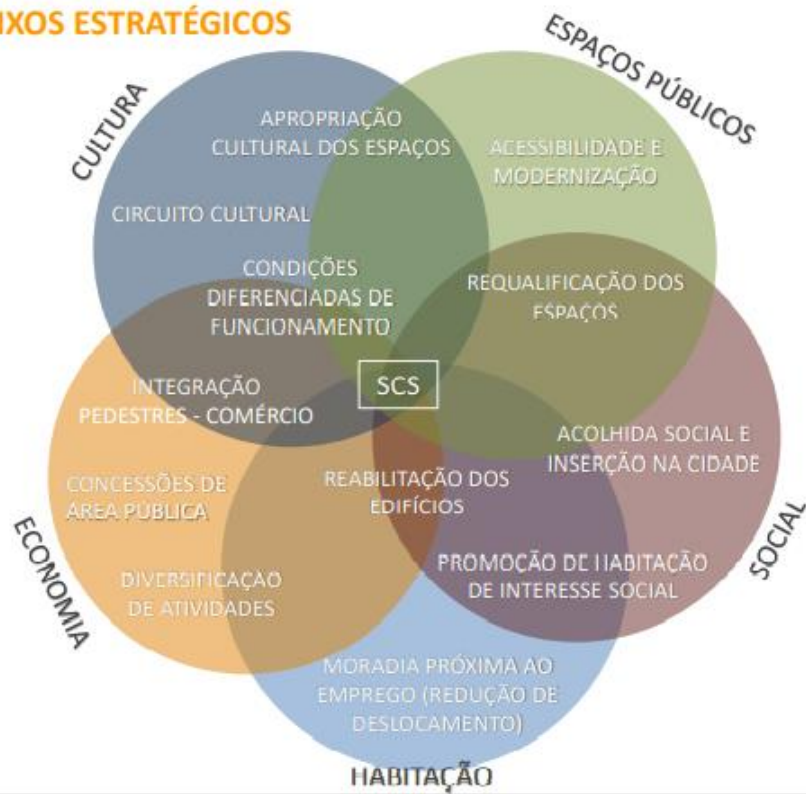 IXOS ESTRATÉGICOS
CULTURA
ESPAÇOS PÚBLICOS
APROPRIAÇÃO
CULTURAL DOS ESPAÇOS
ACESSIBILIDADE E
MODERNIZAÇÃO
CIRCUITO CULTURAL
CONDIÇÕES
DIFERENCIADAS DE
FUNCIONAMENTO
REQUALIFICAÇÃO DOS
ESPAÇOS
SCS
INTEGRAÇÃO
PEDESTRES - COMÉRCIO
ACOLHIDA SOCIAL E
INSERÇÃO NA CIDADE
CONCESSÕES DE
ÁREA PÚBLICA
REABILITAÇÃO DOS
EDIFÍCIOS
ECONOMIA
SOCIAL
DIVERSIFICAÇÃO
DE ATIVIDADES
PROMOÇÃO DE HABITAÇÃO
DE INTERESSE SOCIAL
MORADIA PRÓXIMA AO
EMPREGO (REDUÇÃO DE
DESLOCAMENTO)
HABITAÇÃO